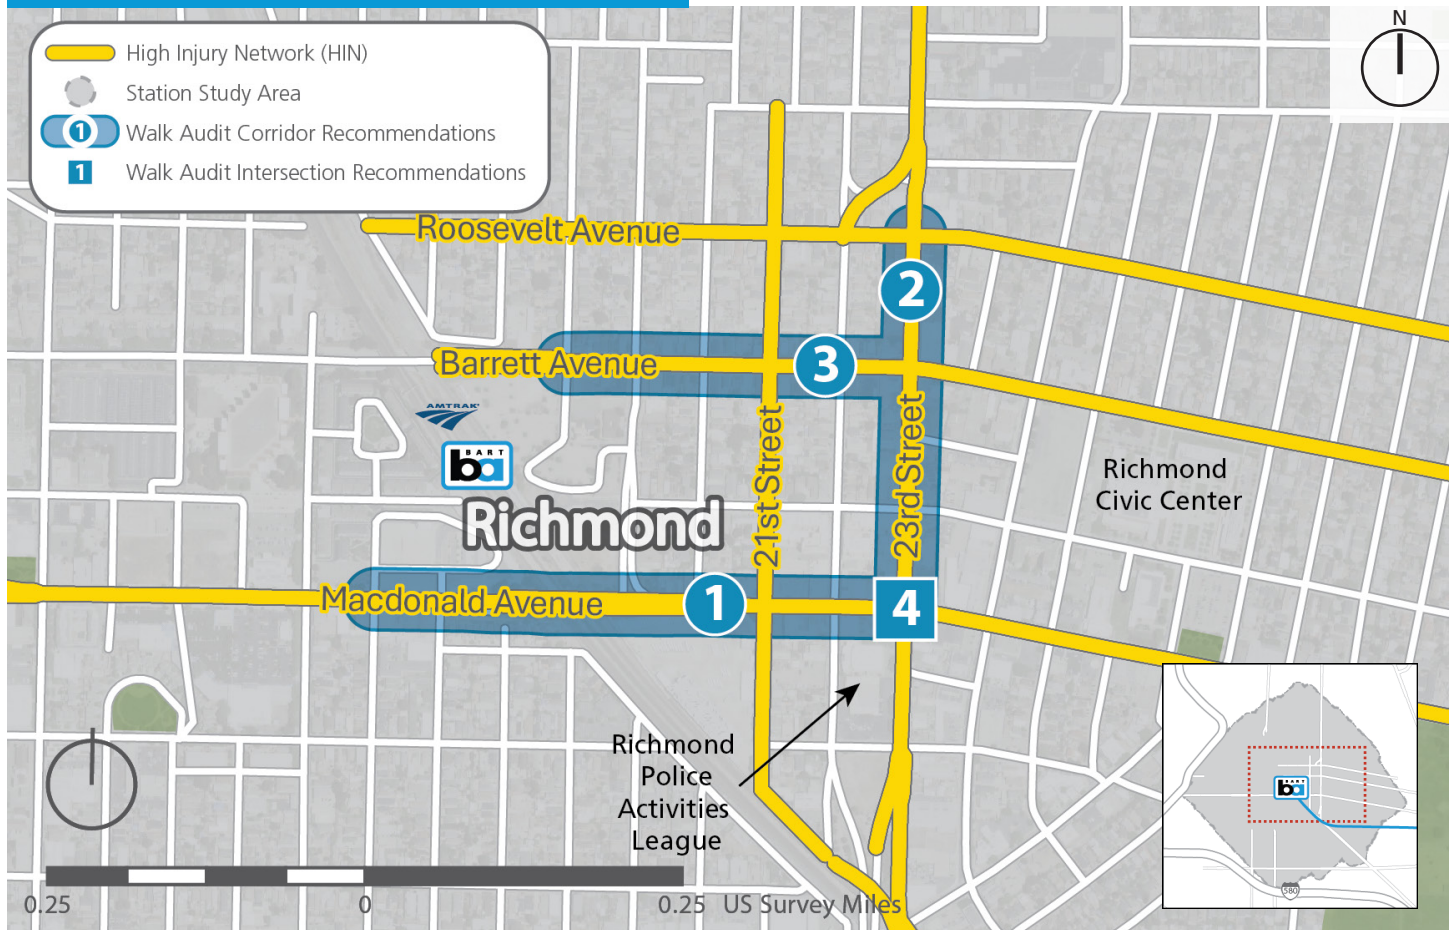 N
High Injury Network (HIN)
Station Study Area
1 Walk Audit Corridor Recommendations
1 Walk Audit Intersection Recommendations
Roosevelt Avenue
2
Barrett Avenue
3
AMTRAK
BART
ba
Richmond
21st Street
23rd Street
Richmond
Civic Center
Macdonald Avenue
1
4
Richmond
Police
Activities
League
ba
580
0.25 0 0.25 US Survey Miles